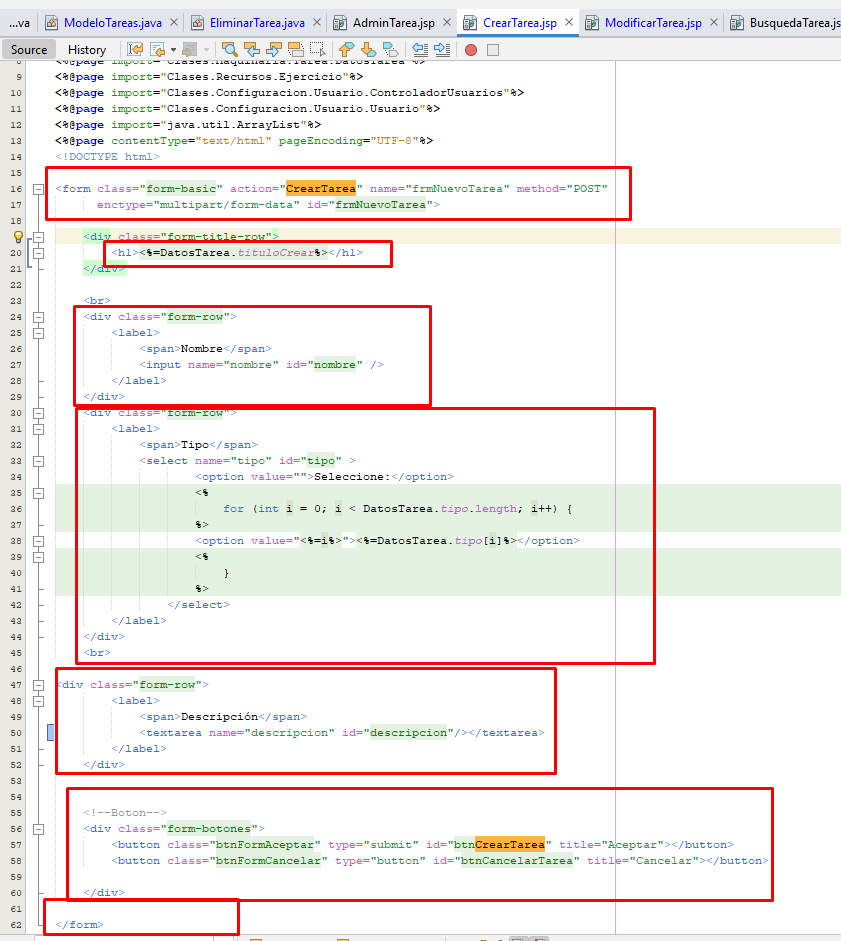 ...va ModeloTareas.java EliminarTarea.java AdminTarea.jsp CrearTarea.jsp ModificarTarea.jsp BusquedaTarea.js
Source History
8 <%@page import="Clases.Maquinaria.Tarea.DatosTarea"%>
9 <%@page import="Clases.Recursos.Ejercicio"%>
10 <%@page import="Clases.Configuracion.Usuario.ControladorUsuarios"%>
11 <%@page import="Clases.Configuracion.Usuario.Usuario"%>
12 <%@page import="java.util.ArrayList"%>
13 <%@page contentType="text/html" pageEncoding="UTF-8"%>
14 <!DOCTYPE html>
15
16 <form class="form-basic" action="CrearTarea" name="frmNuevoTarea" method="POST"
17 enctype="multipart/form-data" id="frmNuevoTarea">
18
<div class="form-title-row">
20 <h1><%=DatosTarea.tituloCrear%></h1>
21 </div>
22
23 <br>
24 <div class="form-row">
25 <label>
26 <span>Nombre</span>
27 <input name="nombre" id="nombre" />
28 </label>
29 </div>
30 <div class="form-row">
31 <label>
32 <span>Tipo</span>
33 <select name="tipo" id="tipo" >
34 <option value="">Seleccione:</option>
35 <%
36 for (int i = 0; i < DatosTarea.tipo.length; i++) {
37 %>
38 <option value="<%=i%>"><%=DatosTarea.tipo[i]%></option>
39 <%
40 }
41 %>
42 </select>
43 </label>
44 </div>
45 <br>
46
47 <div class="form-row">
48 <label>
49 <span>Descripción</span>
50 <textarea name="descripcion" id="descripcion"/></textarea>
51 </label>
52 </div>
53
54
55 <!--Boton-->
56 <div class="form-botones">
57 <button class="btnFormAceptar" type="submit" id="btnCrearTarea" title="Aceptar"></button>
58 <button class="btnFormCancelar" type="button" id="btnCancelarTarea" title="Cancelar"></button>
59
60 </div>
61
62 </form>